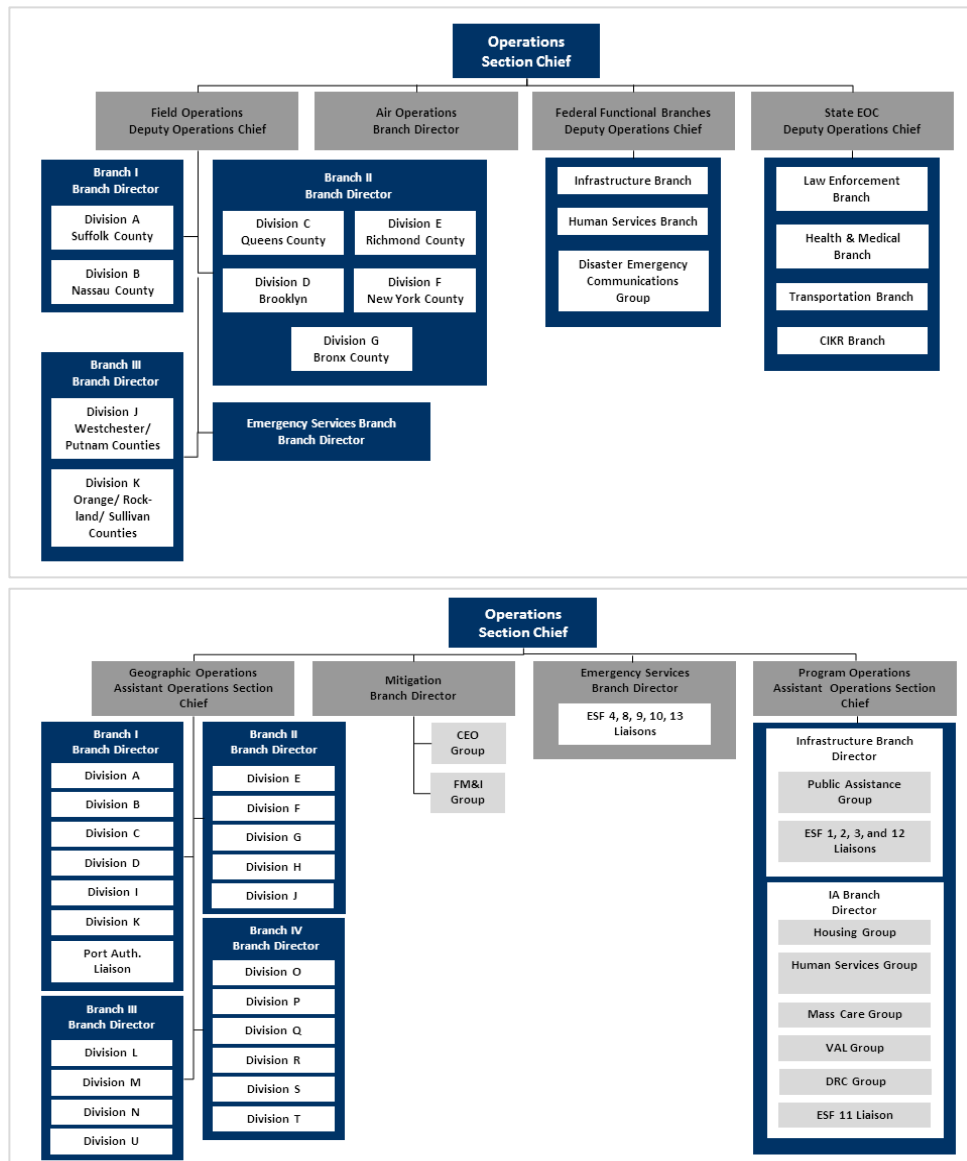 Operations
Section Chief
Field Operations
Deputy Operations Chief
Air Operations
Branch Director
Federal Functional Branches
Deputy Operations Chief
State EOC
Deputy Operations Chief
Branch I
Branch Director
Division A
Suffolk County
Division B
Nassau County
Branch II
Branch Director
Division C
Queens County
Division E
Richmond County
Division D
Brooklyn
Division F
New York County
Division G
Bronx County
Infrastructure Branch
Human Services Branch
Disaster Emergency
Communications
Group
Law Enforcement
Branch
Health & Medical
Branch
Transportation Branch
CIKR Branch
Branch III
Branch Director
Division J
Westchester/
Putnam Counties
Division K
Orange/ Rock-
land/ Sullivan
Counties
Emergency Services Branch
Branch Director
Operations
Section Chief
Geographic Operations
Assistant Operations Section
Chief
Mitigation
Branch Director
Emergency Services
Branch Director
ESF 4, 8, 9, 10, 13
Liaisons
Program Operations
Assistant Operations Section
Chief
Branch I
Branch Director
Division A
Division B
Division C
Division D
Division I
Division K
Port Auth.
Liaison
Branch II
Branch Director
Division E
Division F
Division G
Division H
Division J
CEO
Group
FM&I
Group
Infrastructure Branch
Director
Public Assistance
Group
ESF 1, 2, 3, and 12
Liaisons
IA Branch
Director
Housing Group
Human Services Group
Mass Care Group
VAL Group
DRC Group
ESF 11 Liaison
Branch III
Branch Director
Division L
Division M
Division N
Division U
Branch IV
Branch Director
Division O
Division P
Division Q
Division R
Division S
Division T